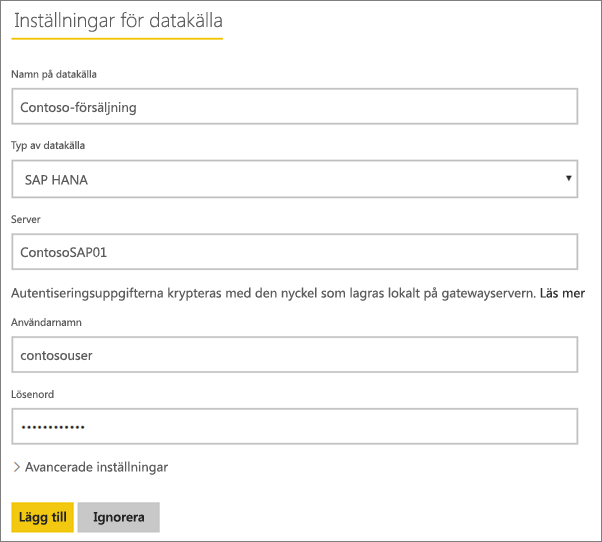 Inställningar för datakälla
Namn på datakälla
Contoso-försäljning
Typ av datakälla
SAP HANA
Server
ContosoSAP01
Autentiseringsuppgifterna krypteras med den nyckel som lagras lokalt på gatewayservern. Läs mer
Användarnamn
contosouser
Lösenord
••••••••••••
Avancerade inställningar
Lägg till
Ignorera